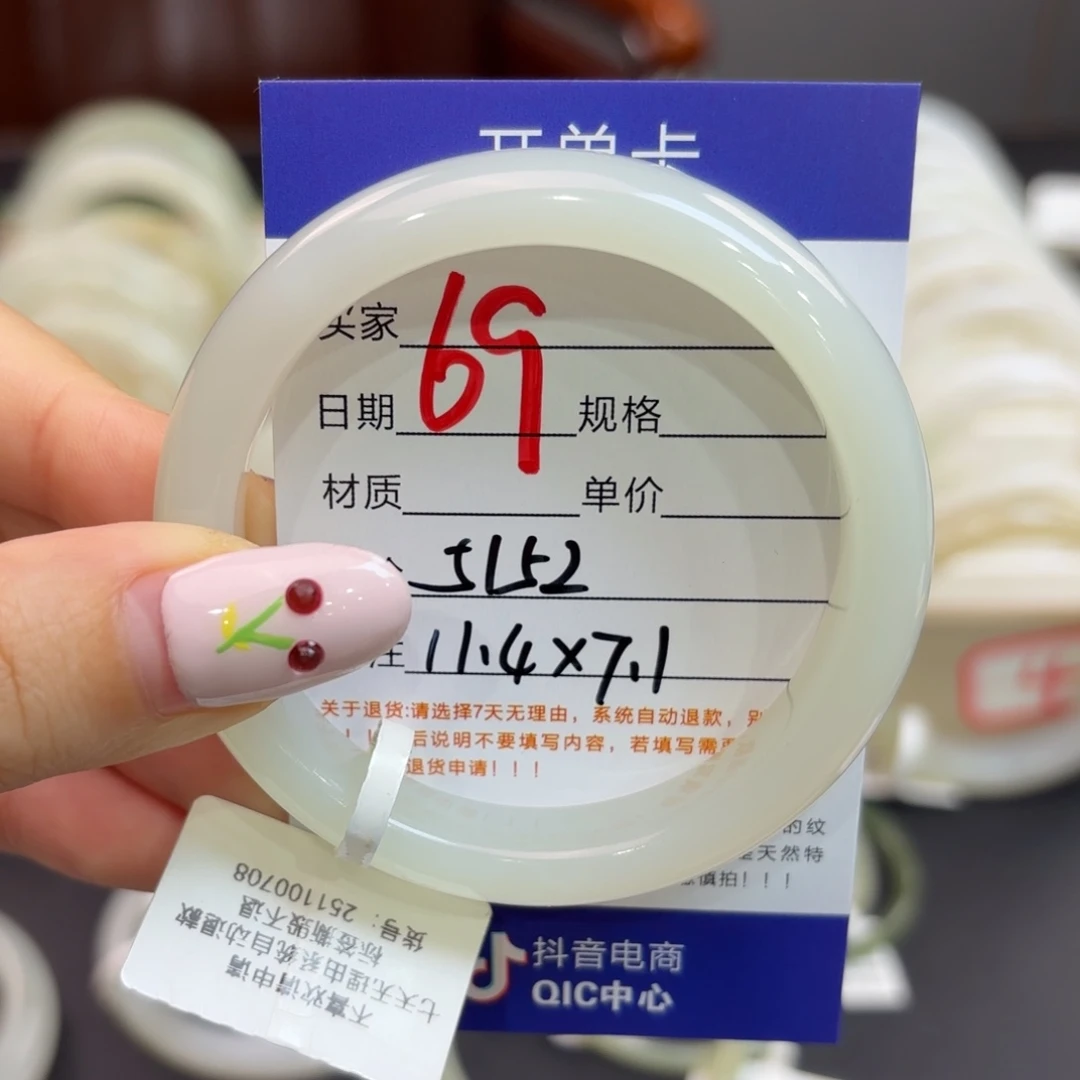 开单卡
买家
69
日期 规格
材质 单价
5152
注 11.4×7.1
关于退货:请选择7天无理由，系统自动退款，别
后说明不要填写内容，若填写需
退货申请！！！
的纹
天然特
慎拍！！！
抖音电商
QIC中心
货号：251100708
标签撕毁不退
七天无理由系统自动退款
不喜欢请申请